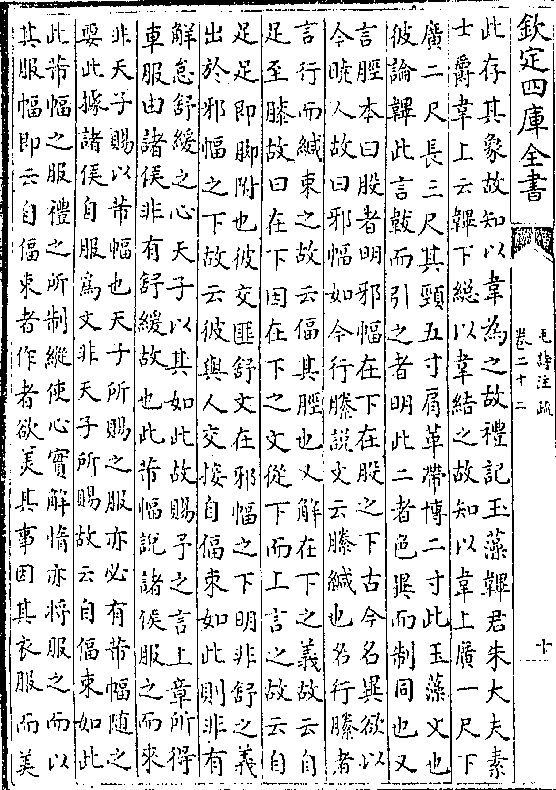 欽定四庫全書
毛詩注疏
卷二十二
十
此存其象故知以韋為之故禮記玉藻韠君朱大夫素
士爵韋上云韠下總以韋結之故知以韋上廣一尺下
廣二尺長三尺其頸五寸肩革帶博二寸此玉藻文也
彼論韠此言韍而引之者明此二者色異而制同也又
言脛本曰股者明邪幅在下在股之下古今名異欲以
今曉人故曰邪幅如今行縢說文云縢緘也名行縢者
言行而緘束之故云偪其脛也又解在下之義故云自
足至膝故曰在下因在下之文從下而上言之故云自
足足即脚跗也彼交匪舒文在邪幅之下明非舒之義
出於邪幅之下故云彼與人交接自偪束如此則非有
解怠舒緩之心天子以其如此故賜予之言上章所得
車服由諸侯非有舒緩故也此芾幅說諸侯服之而來
非天子賜以芾幅也天子所賜之服亦必有芾幅隨之
要此據諸侯自服為文非天子所賜故云自偪束如此
此芾幅之服禮之所制縱使心實解惰亦將服之而以
其服幅即云自偪束者作者欲美其事因其衣服而美